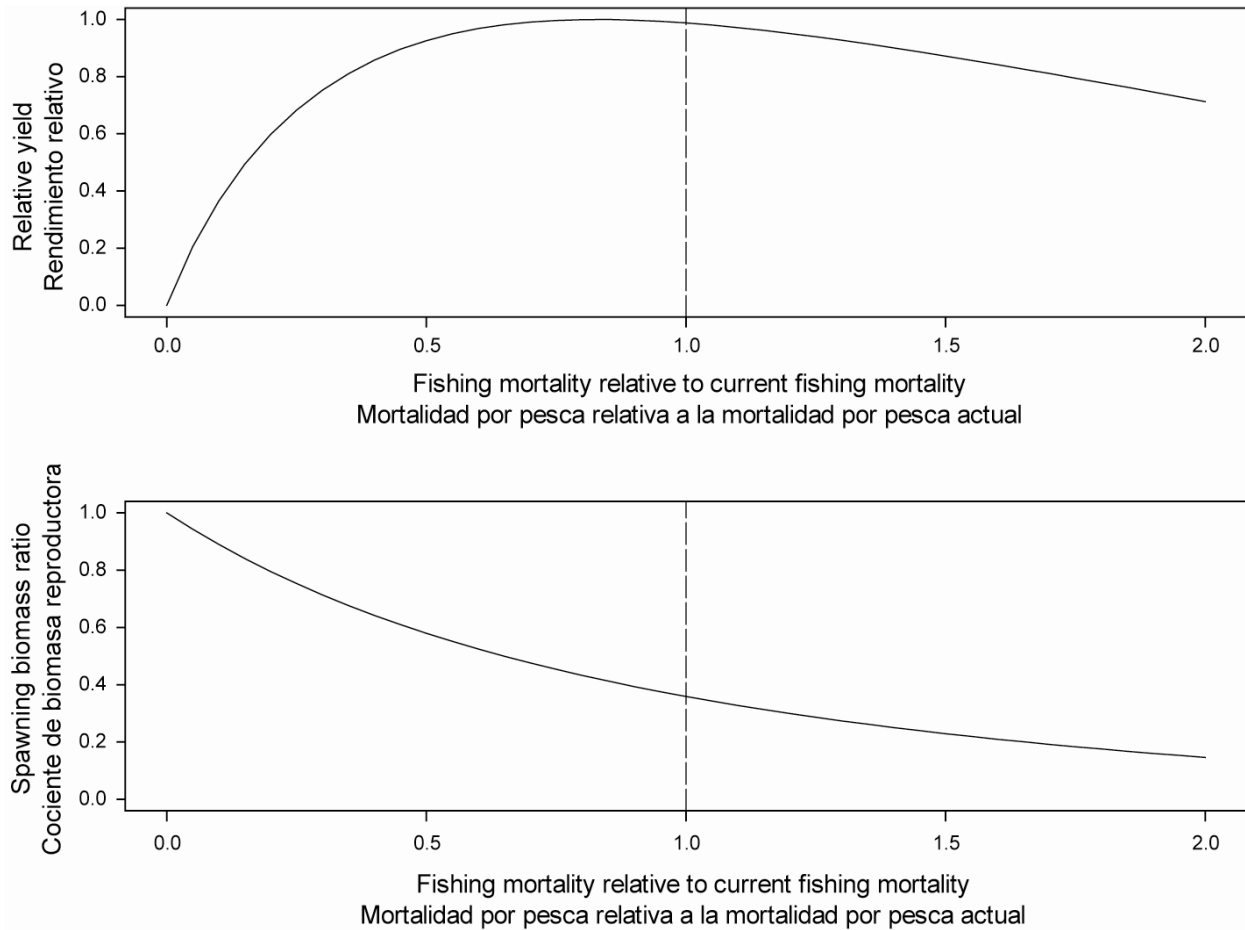 Relative yield
Rendimiento relativo
1.0
0.8
0.6
0.4
0.2
0.0
0.0 0.5 1.0 1.5 2.0
Fishing mortality relative to current fishing mortality
Mortalidad por pesca relativa a la mortalidad por pesca actual
Spawning biomass ratio
Cociente de biomasa reproductora
1.0
0.8
0.6
0.4
0.2
0.0
0.0 0.5 1.0 1.5 2.0
Fishing mortality relative to current fishing mortality
Mortalidad por pesca relativa a la mortalidad por pesca actual